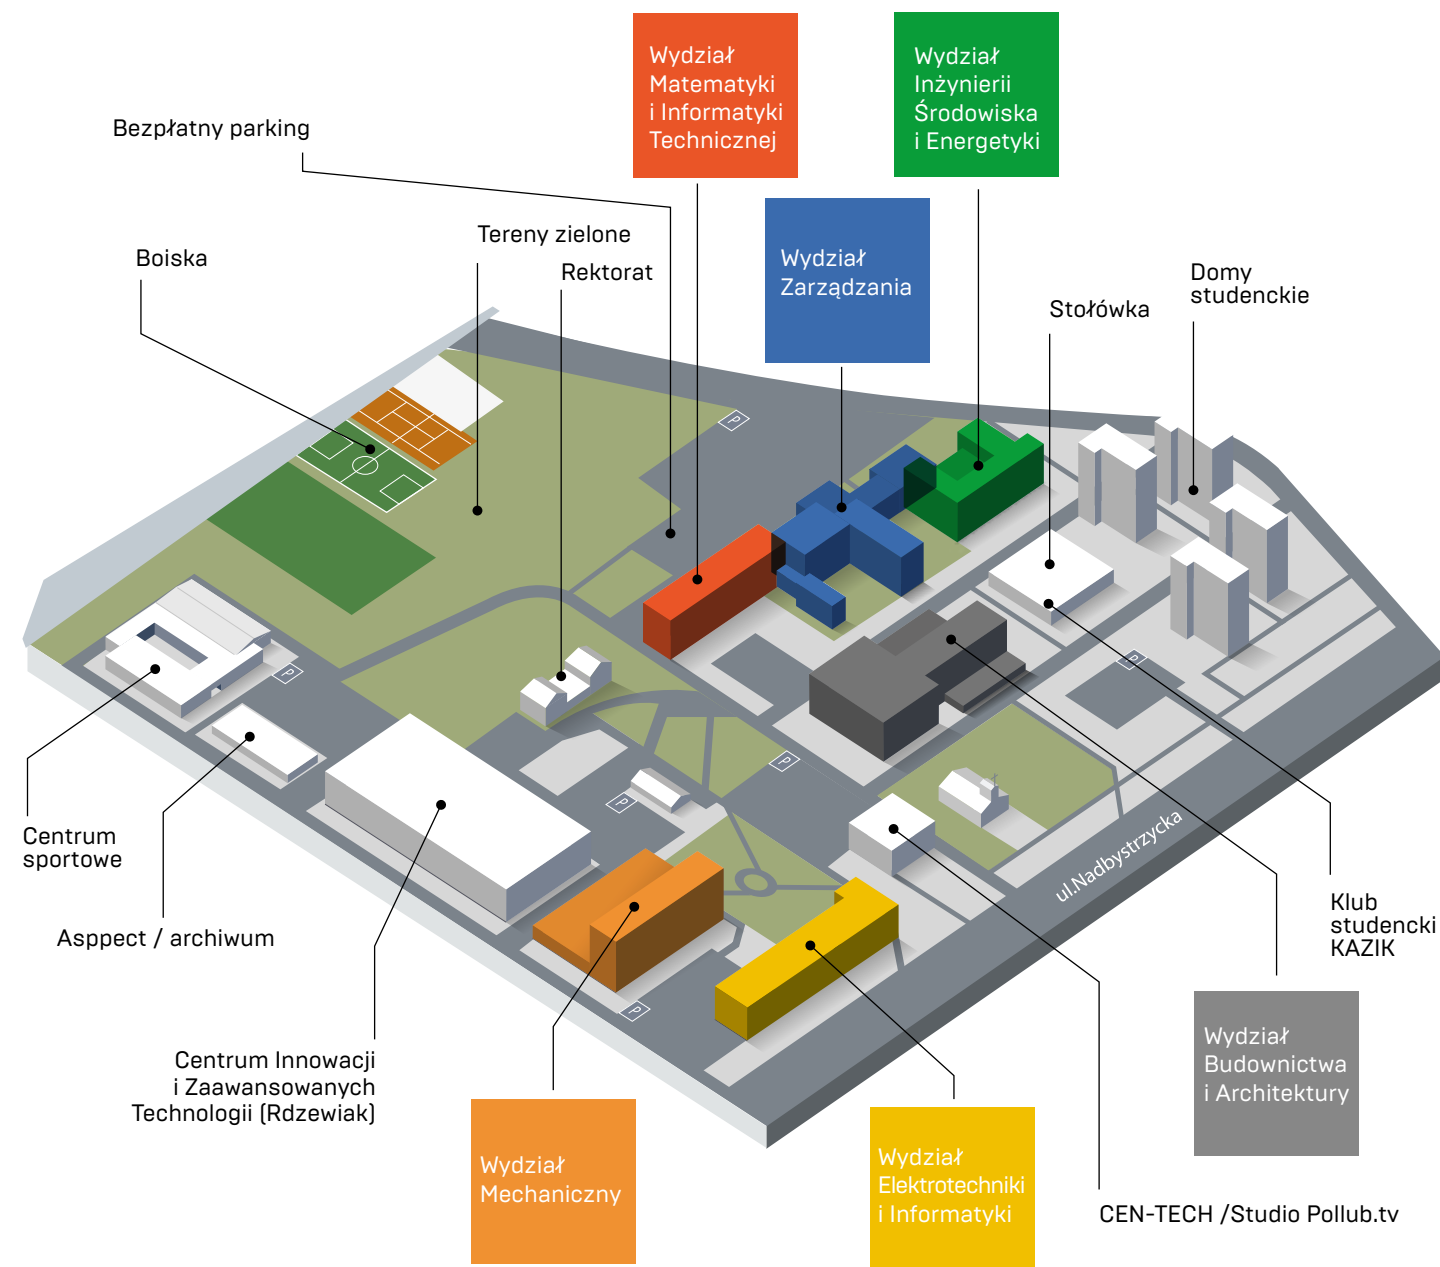 Wydział
Matematyki
i Informatyki
Technicznej
Wydział
Inżynierii
Środowiska
i Energetyki
Bezpłatny parking
Tereny zielone
Rektorat
Boiska
Wydział
Zarządzania
Domy
studenckie
Stołówka
P
P
P
P
P
P
Centrum
sportowe
ul.Nadbystrzycka
Asppect / archiwum
Klub
studencki
KAZIK
Centrum Innowacji
i Zaawansowanych
Technologii (Rdzewiak)
Wydział
Budownictwa
i Architektury
Wydział
Mechaniczny
Wydział
Elektrotechniki
i Informatyki
CEN-TECH /Studio Pollub.tv